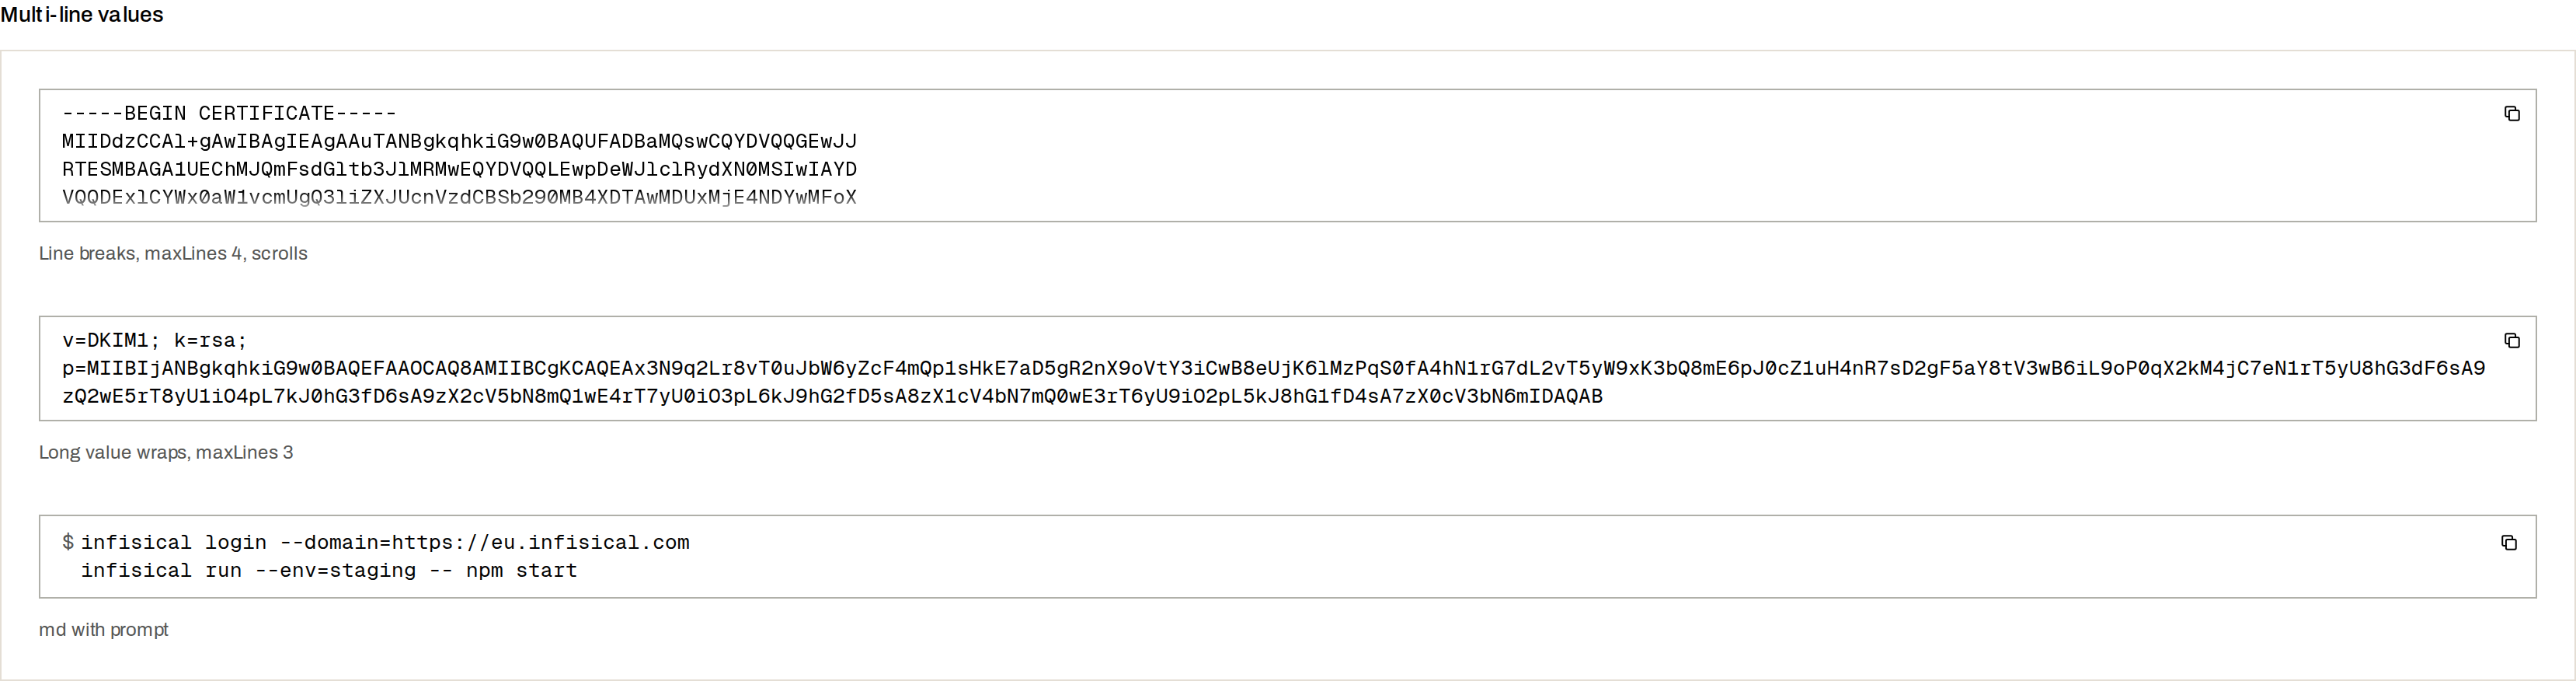 Multi-line values
-----BEGIN CERTIFICATE-----
MIIDdzCCAl+gAwIBAgIEAgAAuTANBgkqhkiG9w0BAQUFADBaMQswCQYDVQQGEwJJ
RTESMBAGA1UEChMJQmFsdGltb3JlMRMwEQYDVQQLEwpDeWJlclRydXN0MSIwIAYD
VQQDExlCYWx0aW1vcmUgQ3liZXJUcnVzdCBSb290MB4XDTAwMDUxMjE4NDYwMFoX
Line breaks, maxLines 4, scrolls
v=DKIM1; k=rsa;
p=MIIBIjANBgkqhkiG9w0BAQEFAAOCAQ8AMIIBCgKCAQEAx3N9q2Lr8vT0uJbW6yZcF4mQp1sHkE7aD5gR2nX9oVtY3iCwB8eUjK6lMzPqS0fA4hN1rG7dL2vT5yW9xK3bQ8mE6pJ0cZ1uH4nR7sD2gF5aY8tV3wB6iL9oP0qX2kM4jC7eN1rT5yU8hG3dF6sA9
zQ2wE5rT8yU1iO4pL7kJ0hG3fD6sA9zX2cV5bN8mQ1wE4rT7yU0iO3pL6kJ9hG2fD5sA8zX1cV4bN7mQ0wE3rT6yU9iO2pL5kJ8hG1fD4sA7zX0cV3bN6mIDAQAB
Long value wraps, maxLines 3
$ infisical login --domain=https://eu.infisical.com
infisical run --env=staging -- npm start
md with prompt